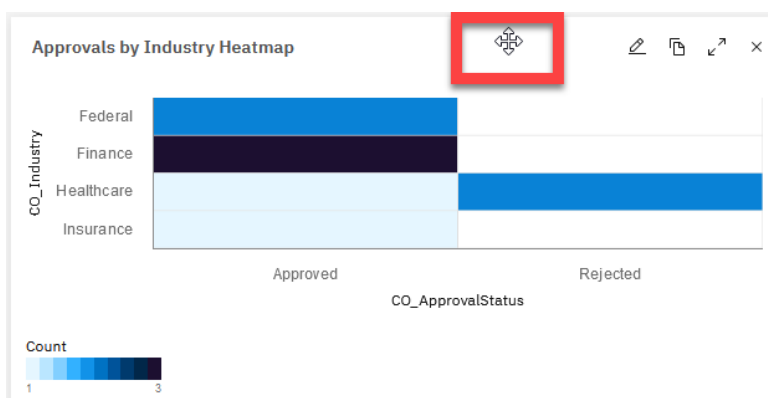 Approvals by Industry Heatmap
CO_Industry
Federal
Finance
Healthcare
Insurance
Approved Rejected
CO_ApprovalStatus
Count
1 3